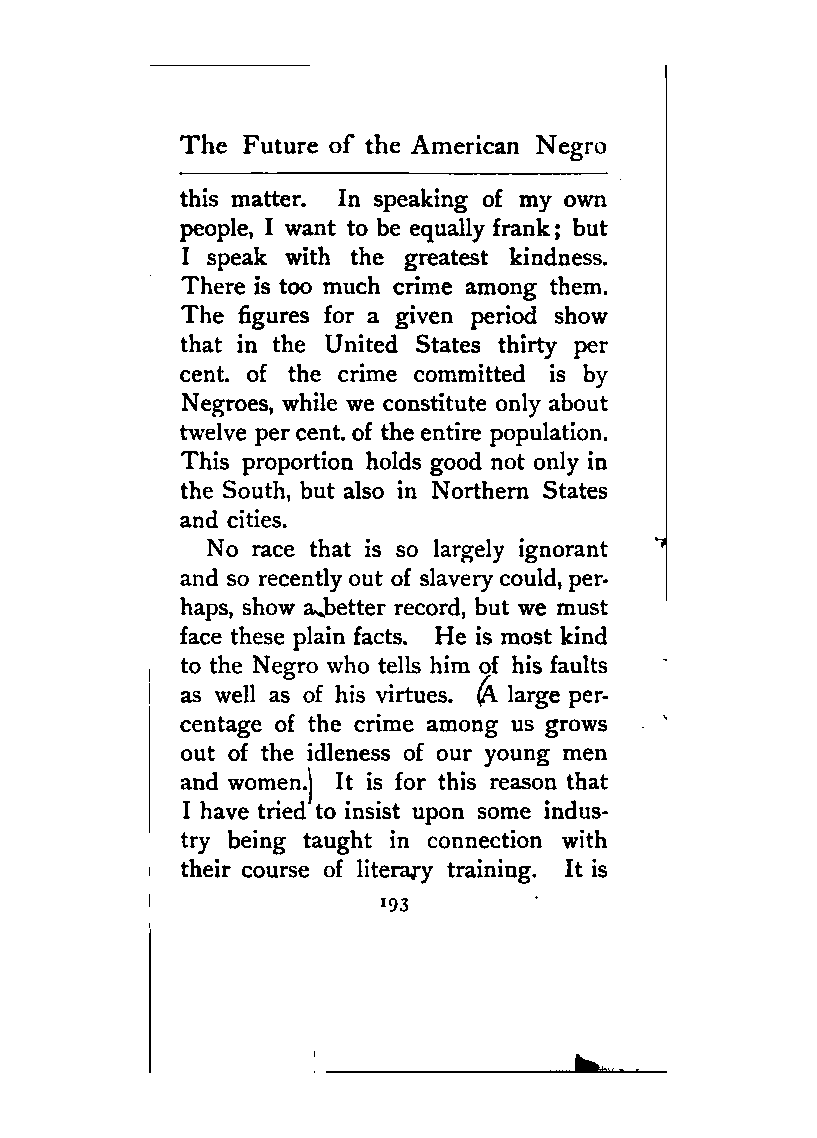 The Future of the American Negro
this matter. In speaking of my own
people, I want to be equally frank; but
I speak with the greatest kindness.
There is too much crime among them.
The figures for a given period show
that in the United States thirty per
cent. of the crime committed is by
Negroes, while we constitute only about
twelve per cent. of the entire population.
This proportion holds good not only in
the South, but also in Northern States
and cities.
No race that is so largely ignorant
and so recently out of slavery could, per-
haps, show a better record, but we must
face these plain facts. He is most kind
to the Negro who tells him of his faults
as well as of his virtues. (A large per-
centage of the crime among us grows
out of the idleness of our young men
and women.) It is for this reason that
I have tried to insist upon some indus-
try being taught in connection with
their course of literary training. It is
193